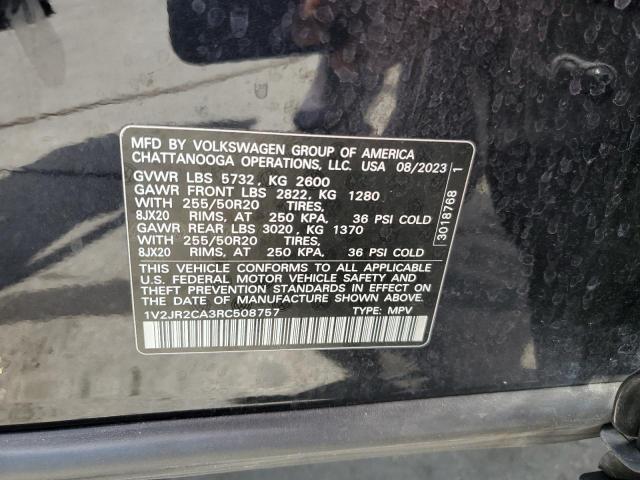 MFD BY VOLKSWAGEN GROUP OF AMERICA
CHATTANOOGA OPERATIONS, LLC. USA 08/2023
GVWR LBS 5732, KG 2600
GAWR FRONT LBS 2822, KG 1280
WITH 255/50R20 TIRES,
8JX20 RIMS, AT 250 KPA, 36 PSI COLD
GAWR REAR LBS 3020, KG 1370
WITH 255/50R20 TIRES,
8JX20 RIMS, AT 250 KPA, 36 PSI COLD
THIS VEHICLE CONFORMS TO ALL APPLICABLE
U.S. FEDERAL MOTOR VEHICLE SAFETY AND
THEFT PREVENTION STANDARDS IN EFFECT ON
THE DATE OF MANUFACTURE SHOWN ABOVE.
1V2JR2CA3RC508757 TYPE: MPV
3018768 1